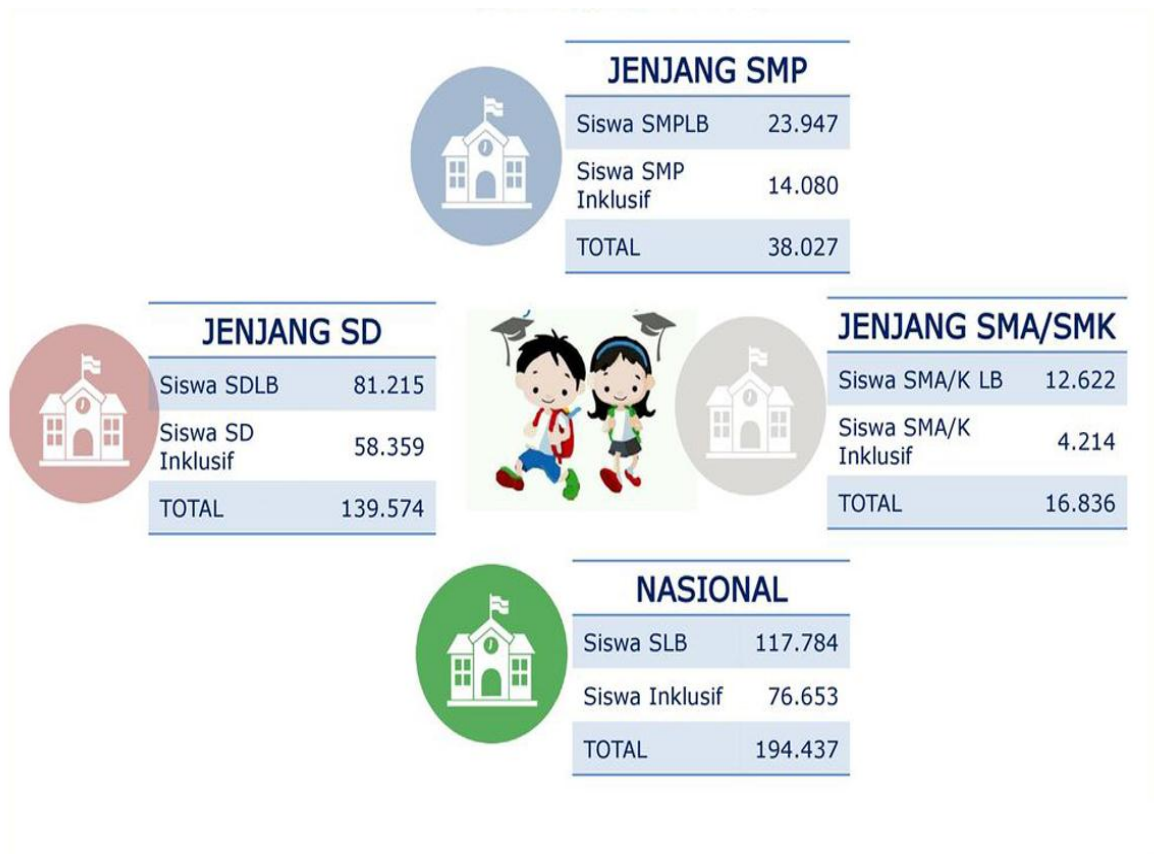 JENJANG SMP
Siswa SMPLB 23.947
Siswa SMP
Inklusif 14.080
TOTAL 38.027
JENJANG SD
Siswa SDLB 81.215
Siswa SD
Inklusif 58.359
TOTAL 139.574
JENJANG SMA/SMK
Siswa SMA/K LB 12.622
Siswa SMA/K
Inklusif 4.214
TOTAL 16.836
NASIONAL
Siswa SLB 117.784
Siswa Inklusif 76.653
TOTAL 194.437